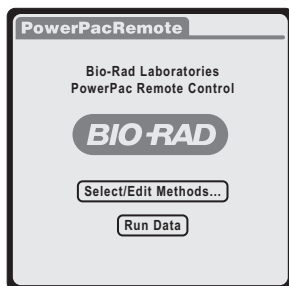 PowerPacRemote
Bio-Rad Laboratories
PowerPac Remote Control
BIO-RAD
Select/Edit Methods...
Run Data